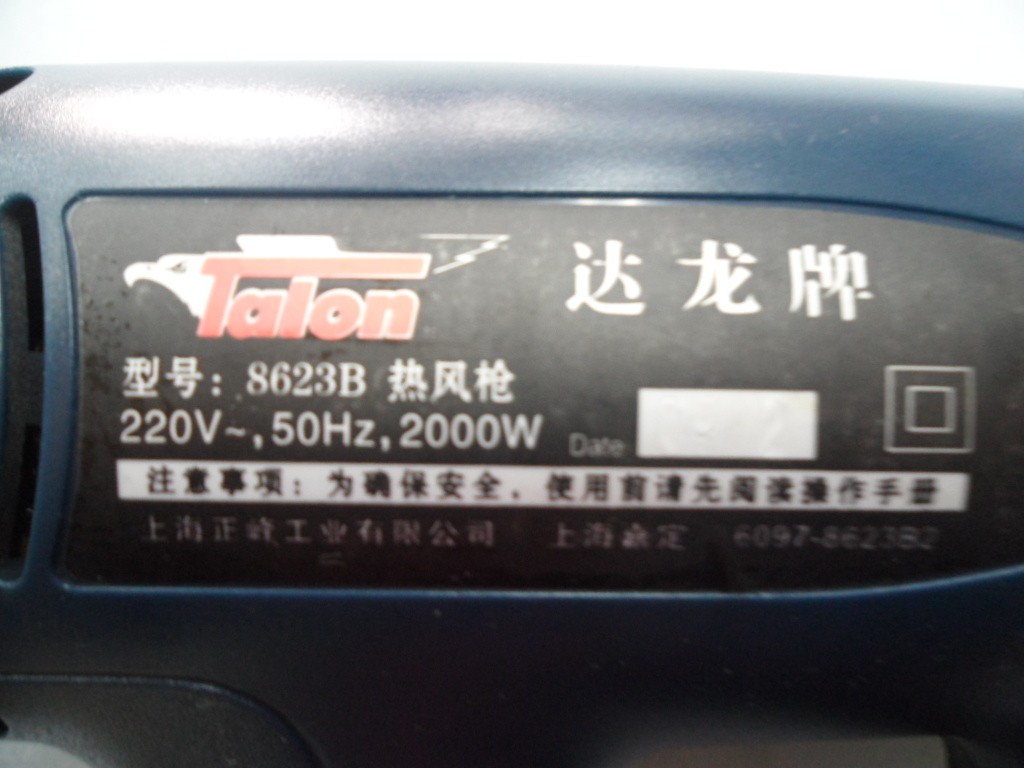 Talon 达龙牌
型号：8623B 热风枪
220V~,50Hz,2000W Date
注意事项：为确保安全，使用前请先阅读操作手册
上海正峰工业有限公司 上海嘉定 6097-8623B2